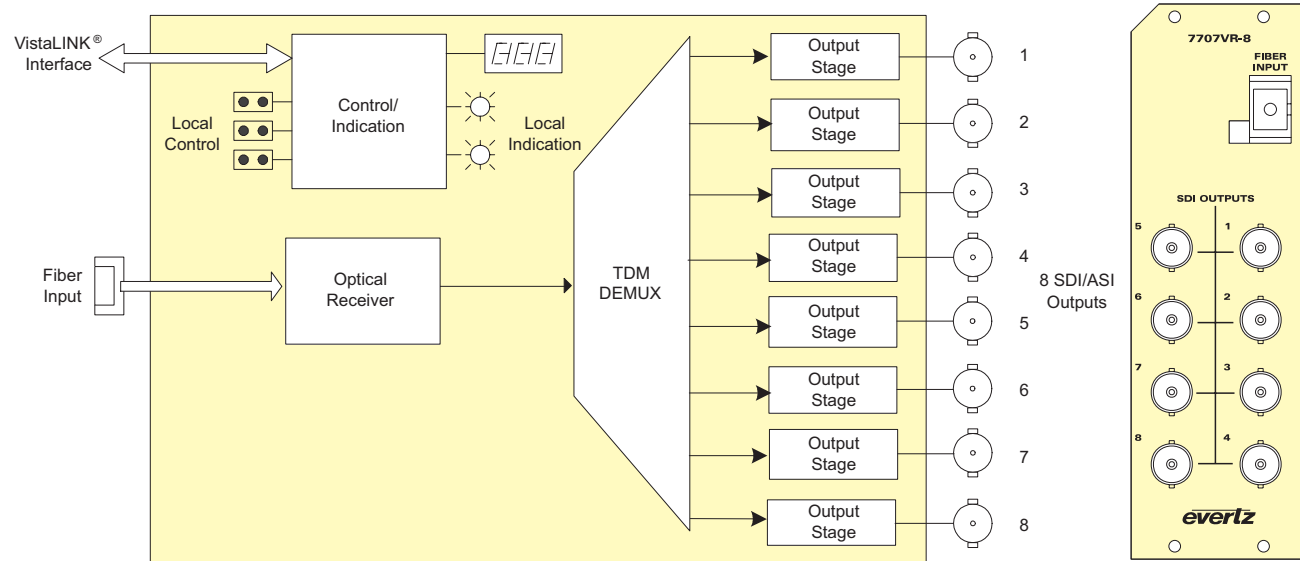 VistaLINK ®
Interface
Local
Control
Control/
Indication
Local
Indication
Fiber
Input
Optical
Receiver
TDM
DEMUX
Output
Stage
1
Output
Stage
2
Output
Stage
3
Output
Stage
4
Output
Stage
5
Output
Stage
6
Output
Stage
7
Output
Stage
8
8 SDI/ASI
Outputs
7707VR-8
FIBER
INPUT
SDI OUTPUTS
5 1
6 2
7 3
8 4
evertz